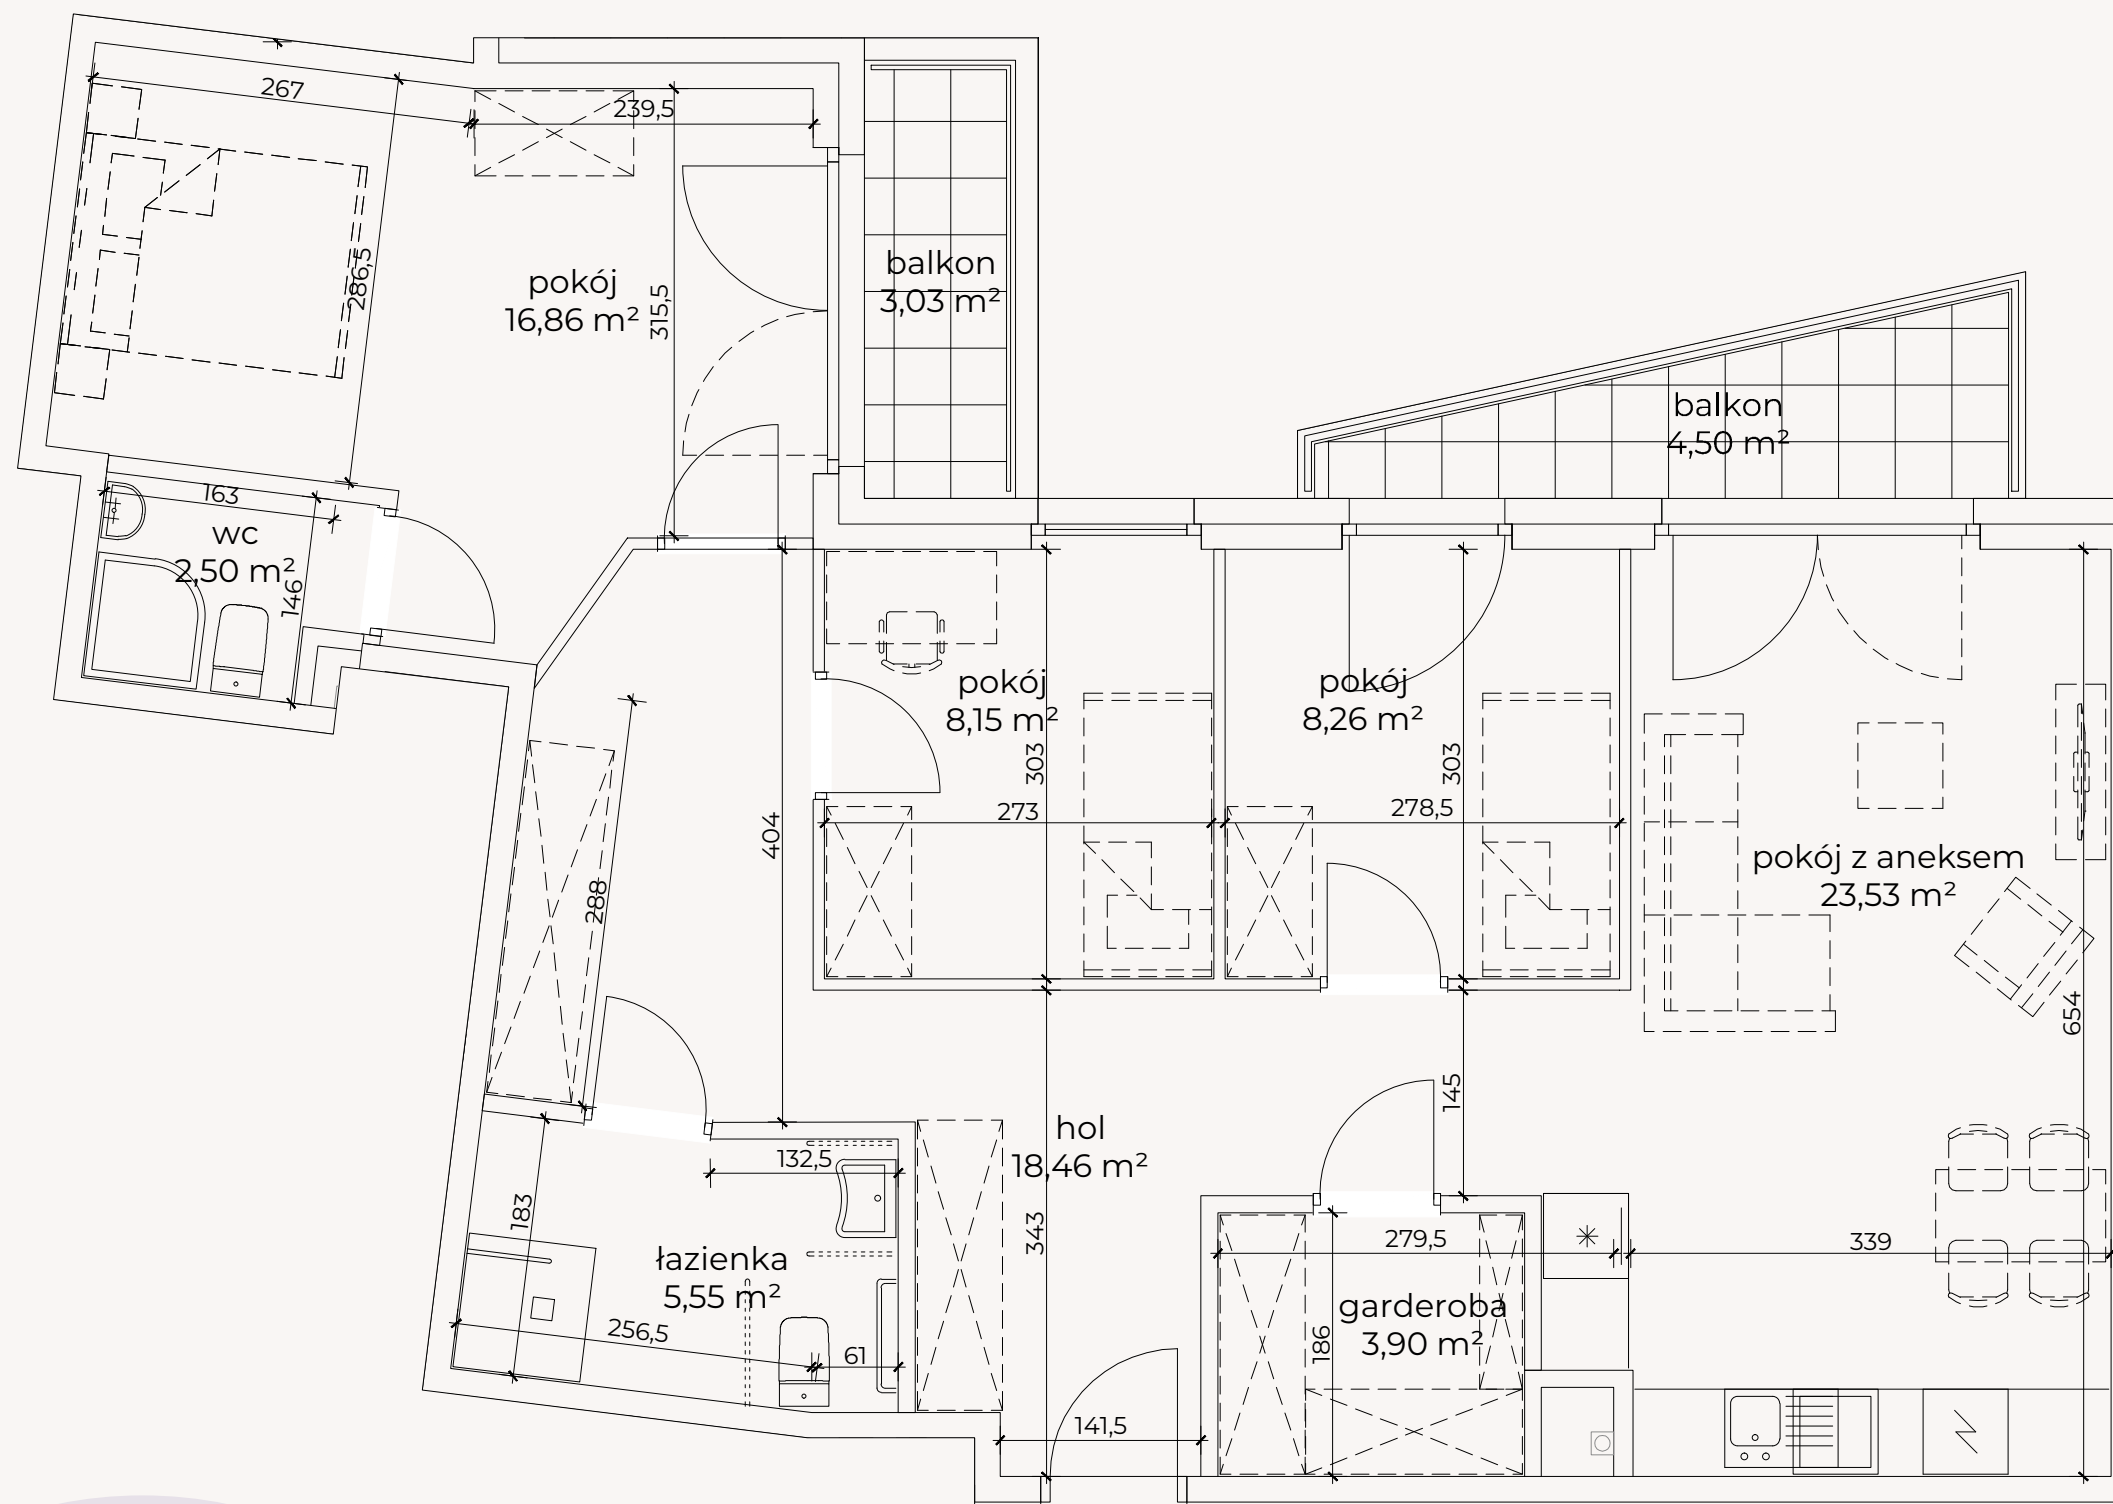 267
239,5
286,5
pokój
16,86 m²
315,5
balkon
3,03 m²
balkon
4,50 m²
163
wc
2,50 m²
146
pokój
8,15 m²
303
273
pokój
8,26 m²
303
278,5
404
288
pokój z aneksem
23,53 m²
654
145
hol
18,46 m²
343
132,5
183
łazienka
5,55 m²
256,5
61
279,5
339
garderoba
3,90 m²
186
141,5